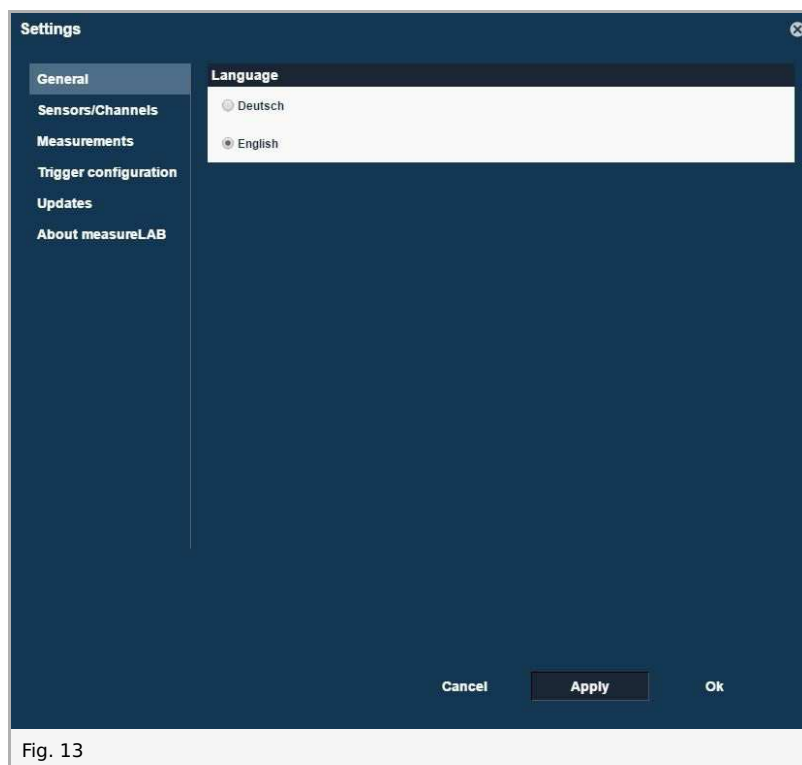 Settings
General
Sensors/Channels
Measurements
Trigger configuration
Updates
About measureLAB
Language
Deutsch
English
Cancel Apply Ok
Fig. 13